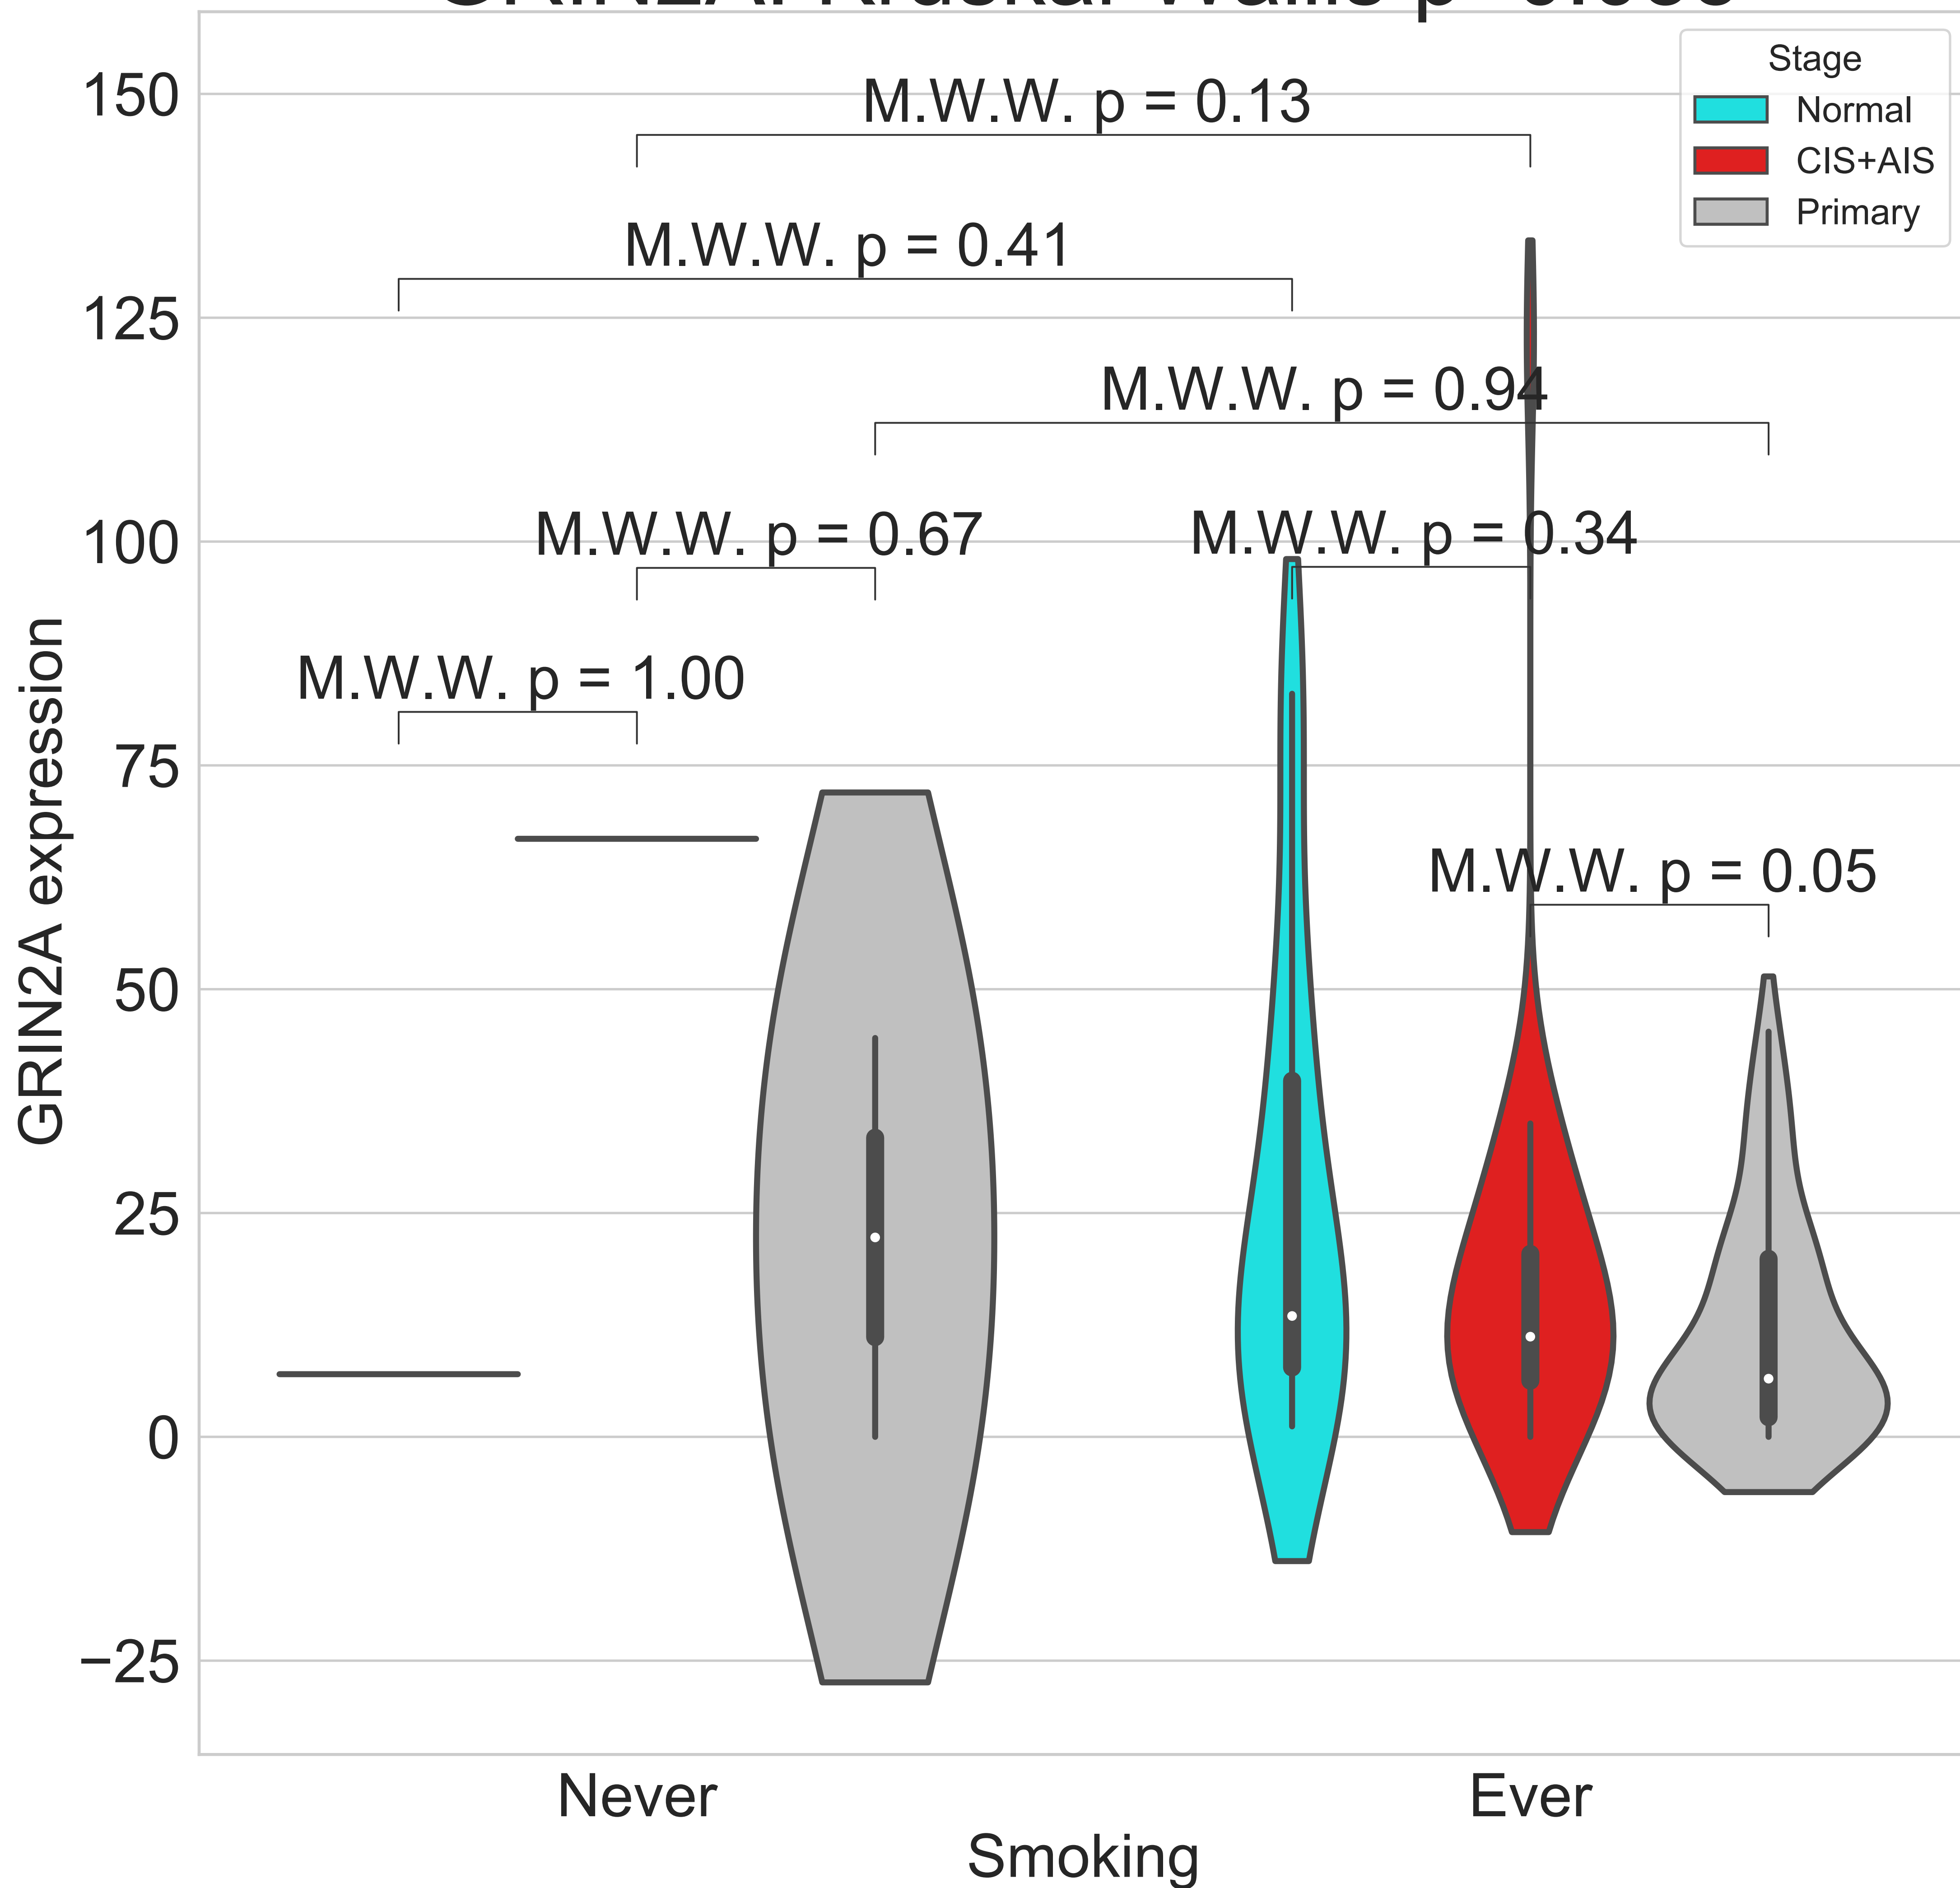 Stage
Normal
CIS+AIS
Primary
M.W.W. p = 0.13
M.W.W. p = 0.41
M.W.W. p = 0.94
M.W.W. p = 0.67
M.W.W. p = 0.34
M.W.W. p = 1.00
M.W.W. p = 0.05
150
125
100
75
50
25
0
−25
GRIN2A expression
Never
Ever
Smoking